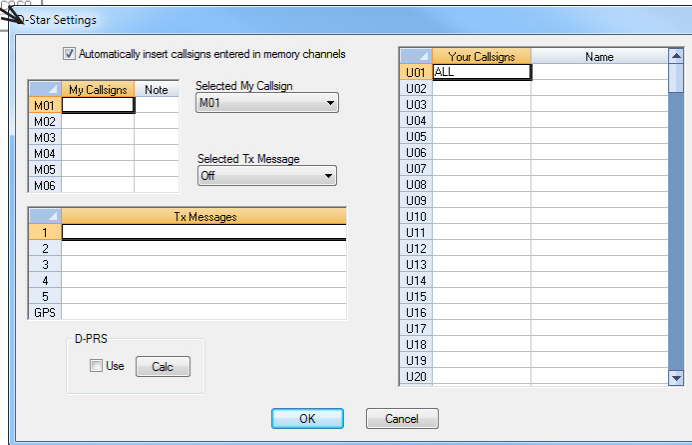 -Star Settings
Automatically insert callsigns entered in memory channels
My Callsigns Note
M01
M02
M03
M04
M05
M06
Selected My Callsign
M01
Selected Tx Message
Off
Tx Messages
1
2
3
4
5
GPS
D-PRS
Use Calc
Your Callsigns Name
U01 ALL
U02
U03
U04
U05
U06
U07
U08
U09
U10
U11
U12
U13
U14
U15
U16
U17
U18
U19
U20
OK Cancel